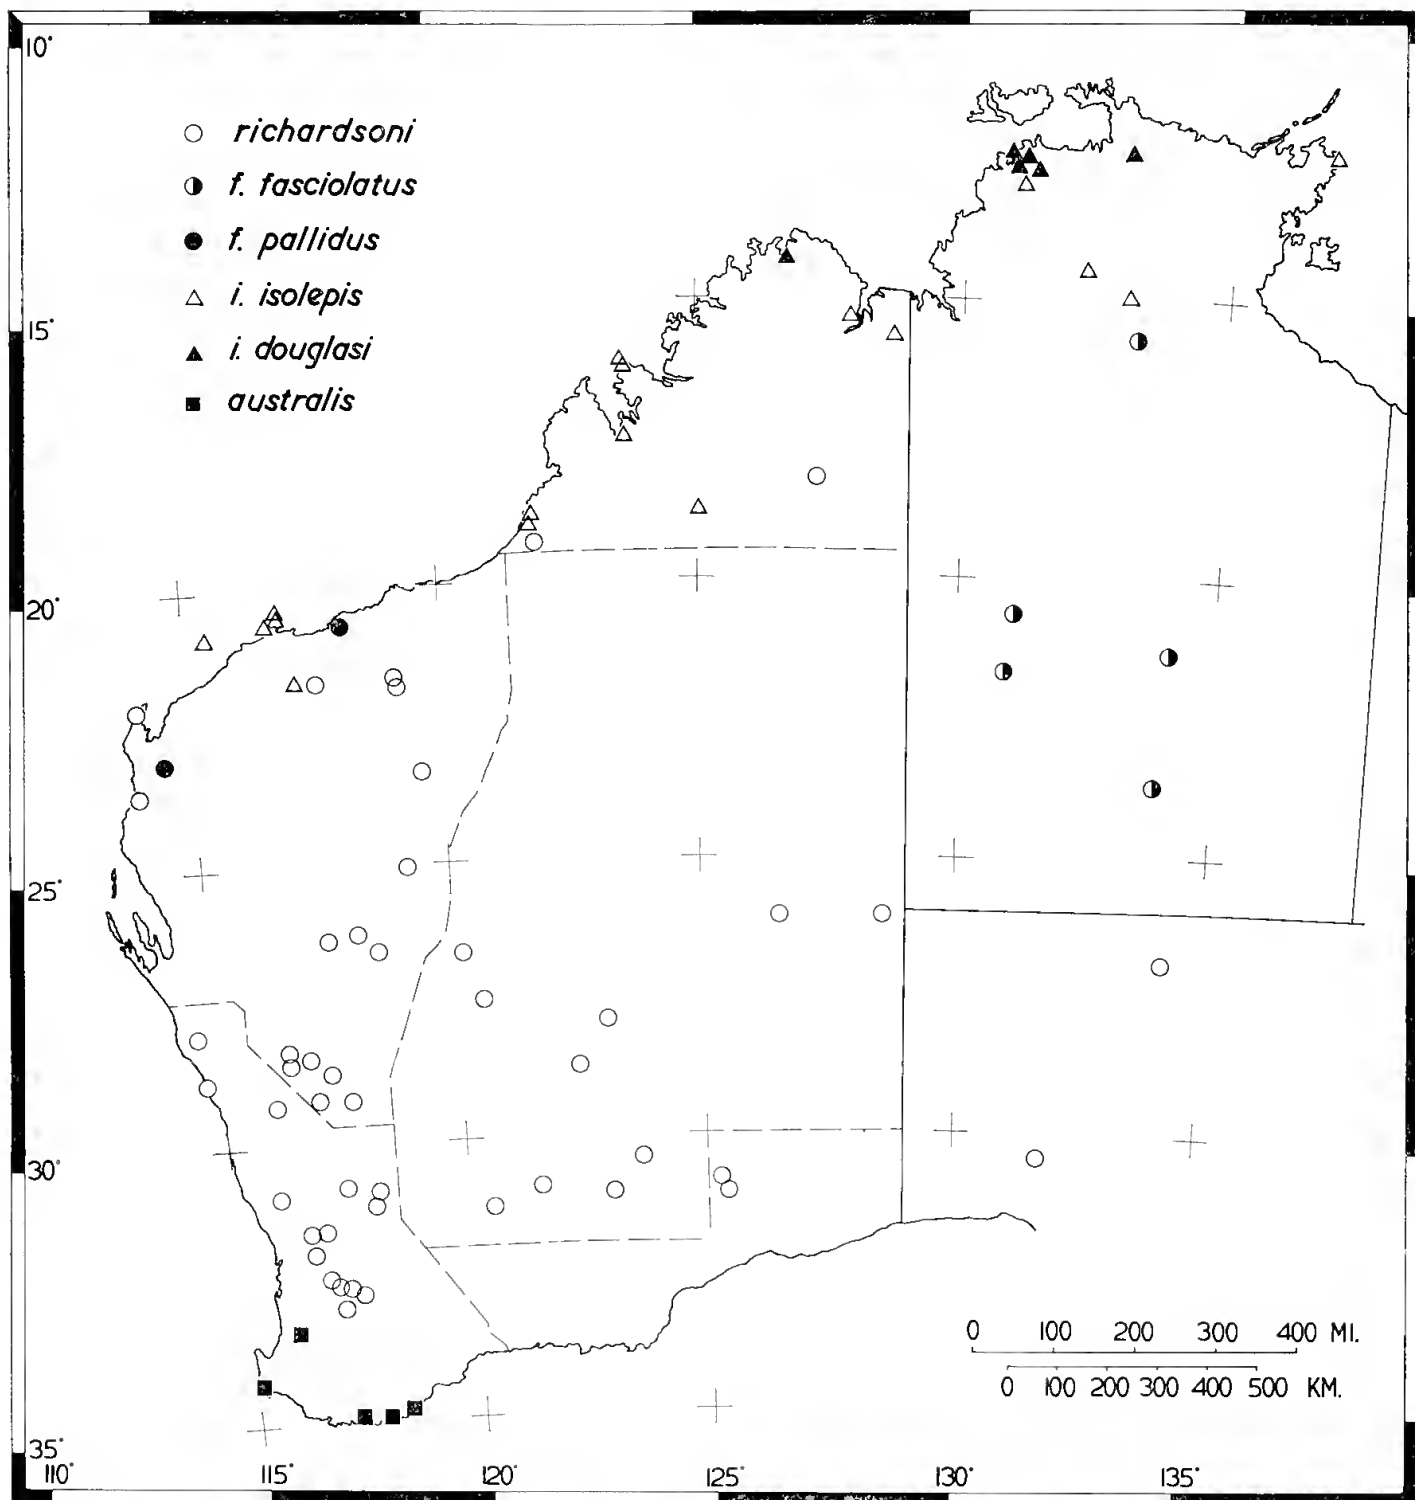 10°
richardsoni
f. fasciolatus
f. pallidus
i. isolepis
i. douglasi
australis
15°
20°
25°
30°
0 100 200 300 400 MI.
0 100 200 300 400 500 KM.
35°
110° 115° 120° 125° 130° 135°